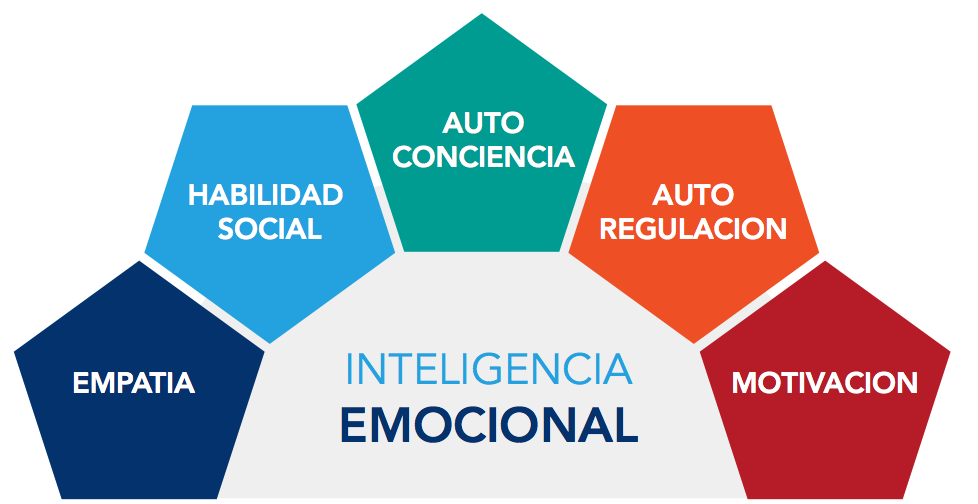 AUTO
CONCIENCIA
HABILIDAD
SOCIAL
AUTO
REGULACION
EMPATIA
INTELIGENCIA
EMOCIONAL
MOTIVACION